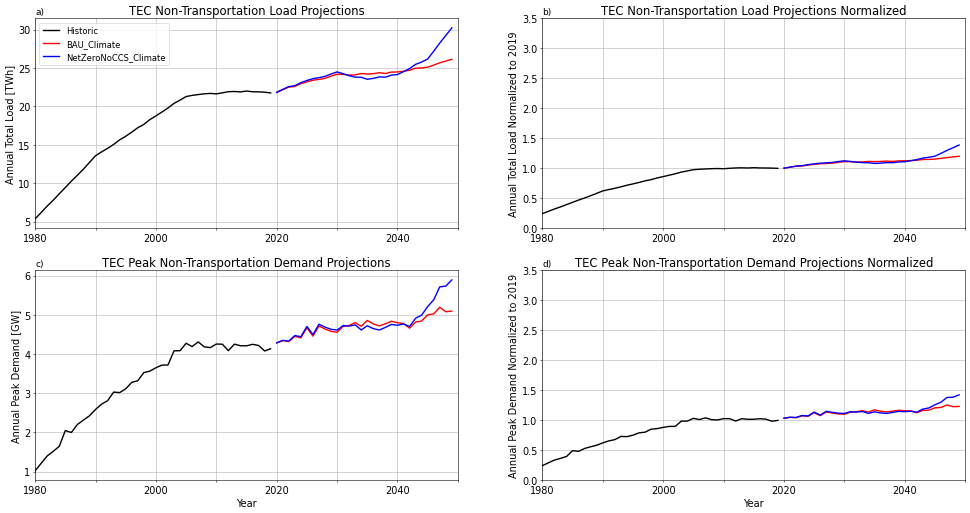 a)
TEC Non-Transportation Load Projections
Annual Total Load [TWh]
30
25
20
15
10
5
Historic
BAU_Climate
NetZeroNoCCS_Climate
1980
2000
2020
2040
b)
TEC Non-Transportation Load Projections Normalized
Annual Total Load Normalized to 2019
3.5
3.0
2.5
2.0
1.5
1.0
0.5
0.0
1980
2000
2020
2040
c)
TEC Peak Non-Transportation Demand Projections
Annual Peak Demand [GW]
6
5
4
3
2
1
1980
2000
2020
2040
Year
d)
TEC Peak Non-Transportation Demand Projections Normalized
Annual Peak Demand Normalized to 2019
3.5
3.0
2.5
2.0
1.5
1.0
0.5
0.0
1980
2000
2020
2040
Year